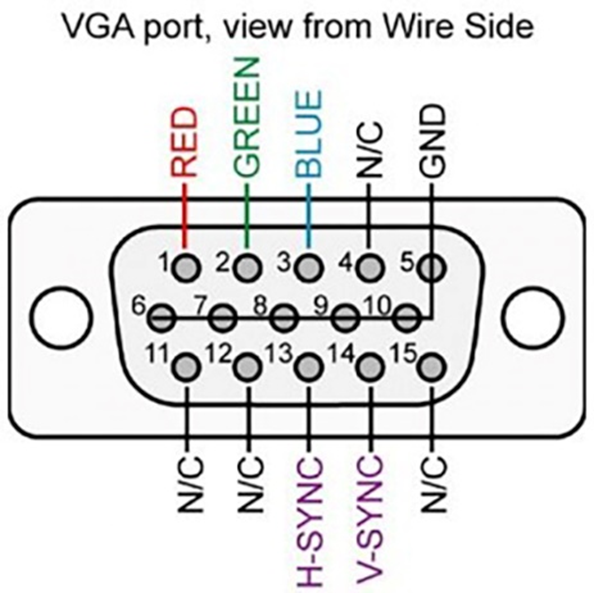 VGA port, view from Wire Side
RED
GREEN
BLUE
N/C
GND
1 2 3 4 5
6 7 8 9 10
11 12 13 14 15
N/C
N/C
H-SYNC
V-SYNC
N/C